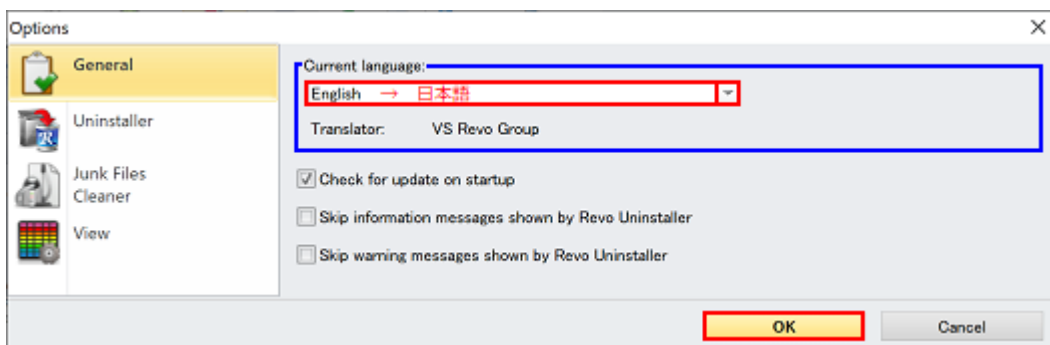 Options
General
Uninstaller
Junk Files
Cleaner
View
Current language:
English → 日本語
Translator: VS Revo Group
Check for update on startup
Skip information messages shown by Revo Uninstaller
Skip warning messages shown by Revo Uninstaller
OK
Cancel